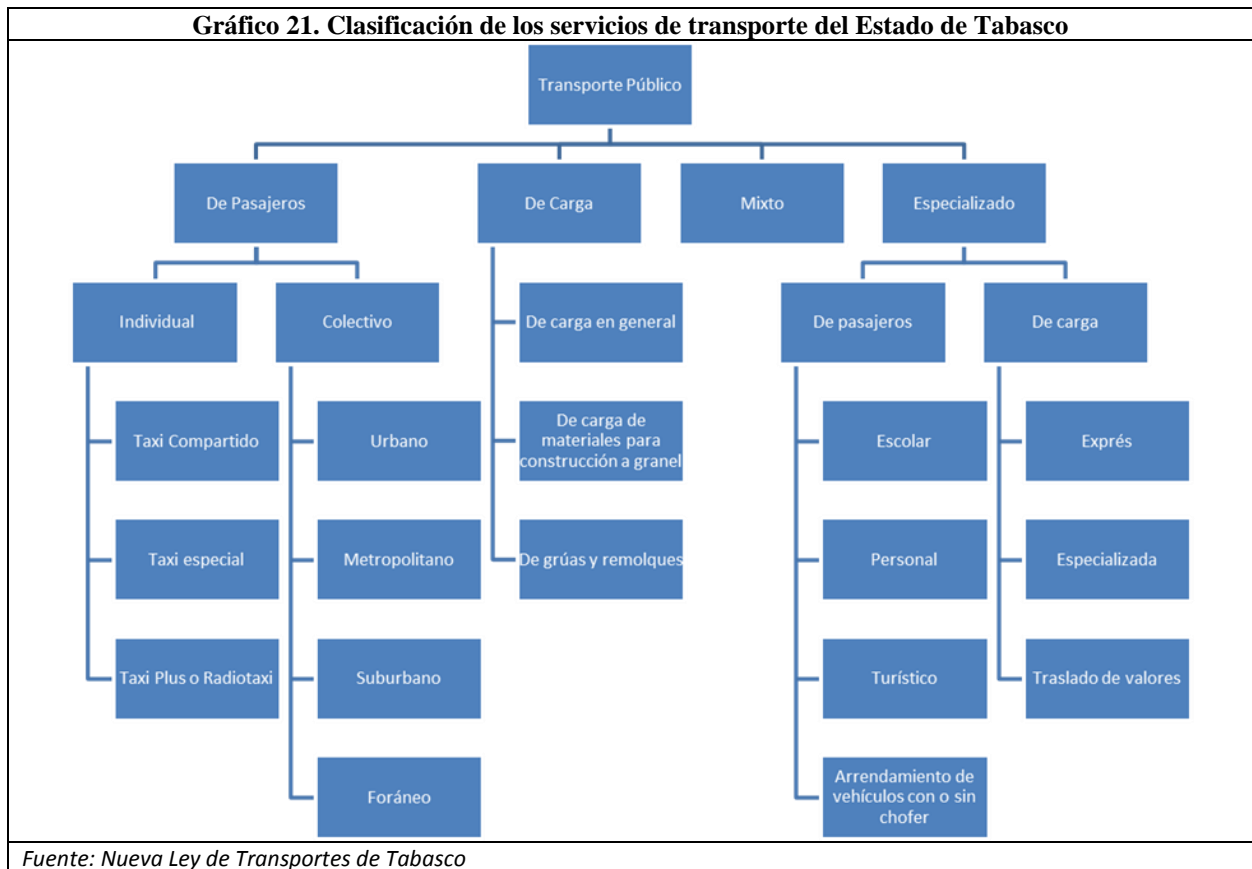 Gráfico 21. Clasificación de los servicios de transporte del Estado de Tabasco
Transporte Público
De Pasajeros
De Carga
Mixto
Especializado
Individual
Colectivo
De carga en general
De pasajeros
De carga
Taxi Compartido
Urbano
De carga de
materiales para
construcción a granel
Escolar
Exprés
Taxi especial
Metropolitano
De grúas y remolques
Personal
Especializada
Taxi Plus o Radiotaxi
Suburbano
Turístico
Traslado de valores
Foráneo
Arrendamiento de
vehículos con o sin
chofer
Fuente: Nueva Ley de Transportes de Tabasco